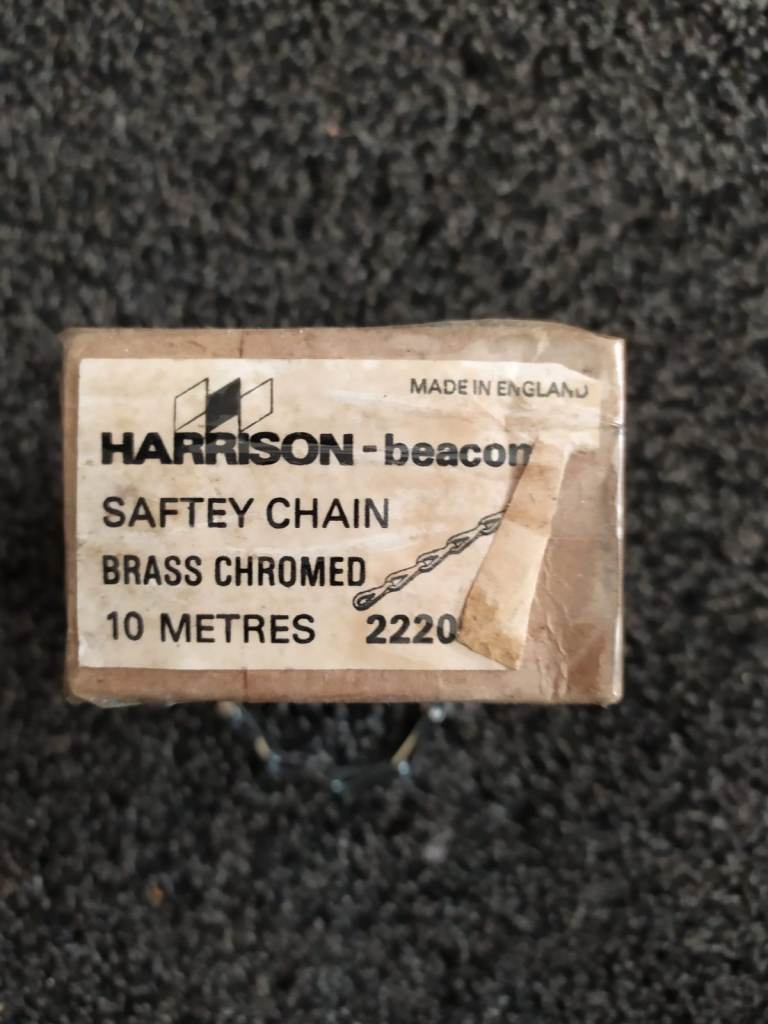 MADE IN ENGLAND
HARRISON-beacon
SAFTEY CHAIN
BRASS CHROMED
10 METRES 2220